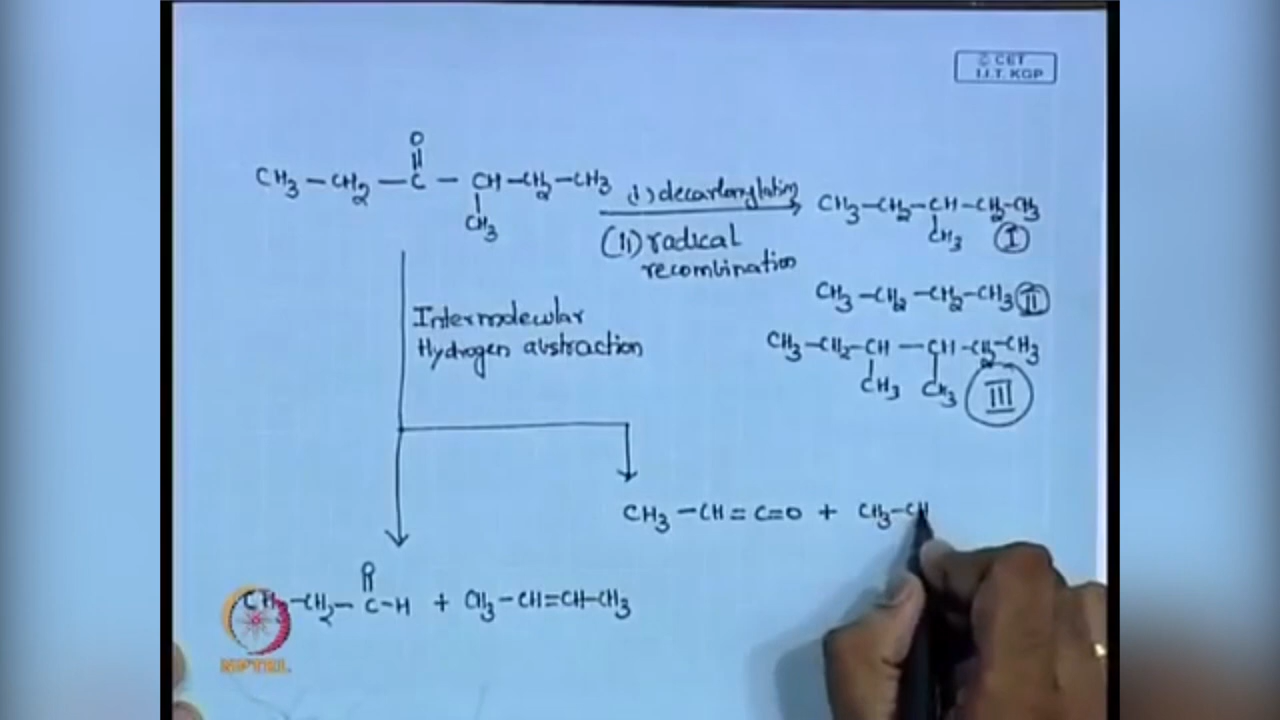 © CET
I.I.T. KGP
O
CH3 – CH2 – C – CH – CH2 – CH3
CH3
(i) decarbonylation
(ii) radical
recombination
CH3 – CH2 – CH – CH2 – CH3
CH3 I
CH3 – CH2 – CH2 – CH3 II
CH3 – CH2 – CH – CH – CH2 – CH3
CH3 CH3
III
Intermolecular
Hydrogen abstraction
CH3 – CH = C = O + CH3 – CH
O
CH3 – CH2 – C – H + CH3 – CH = CH – CH3
NPTEL